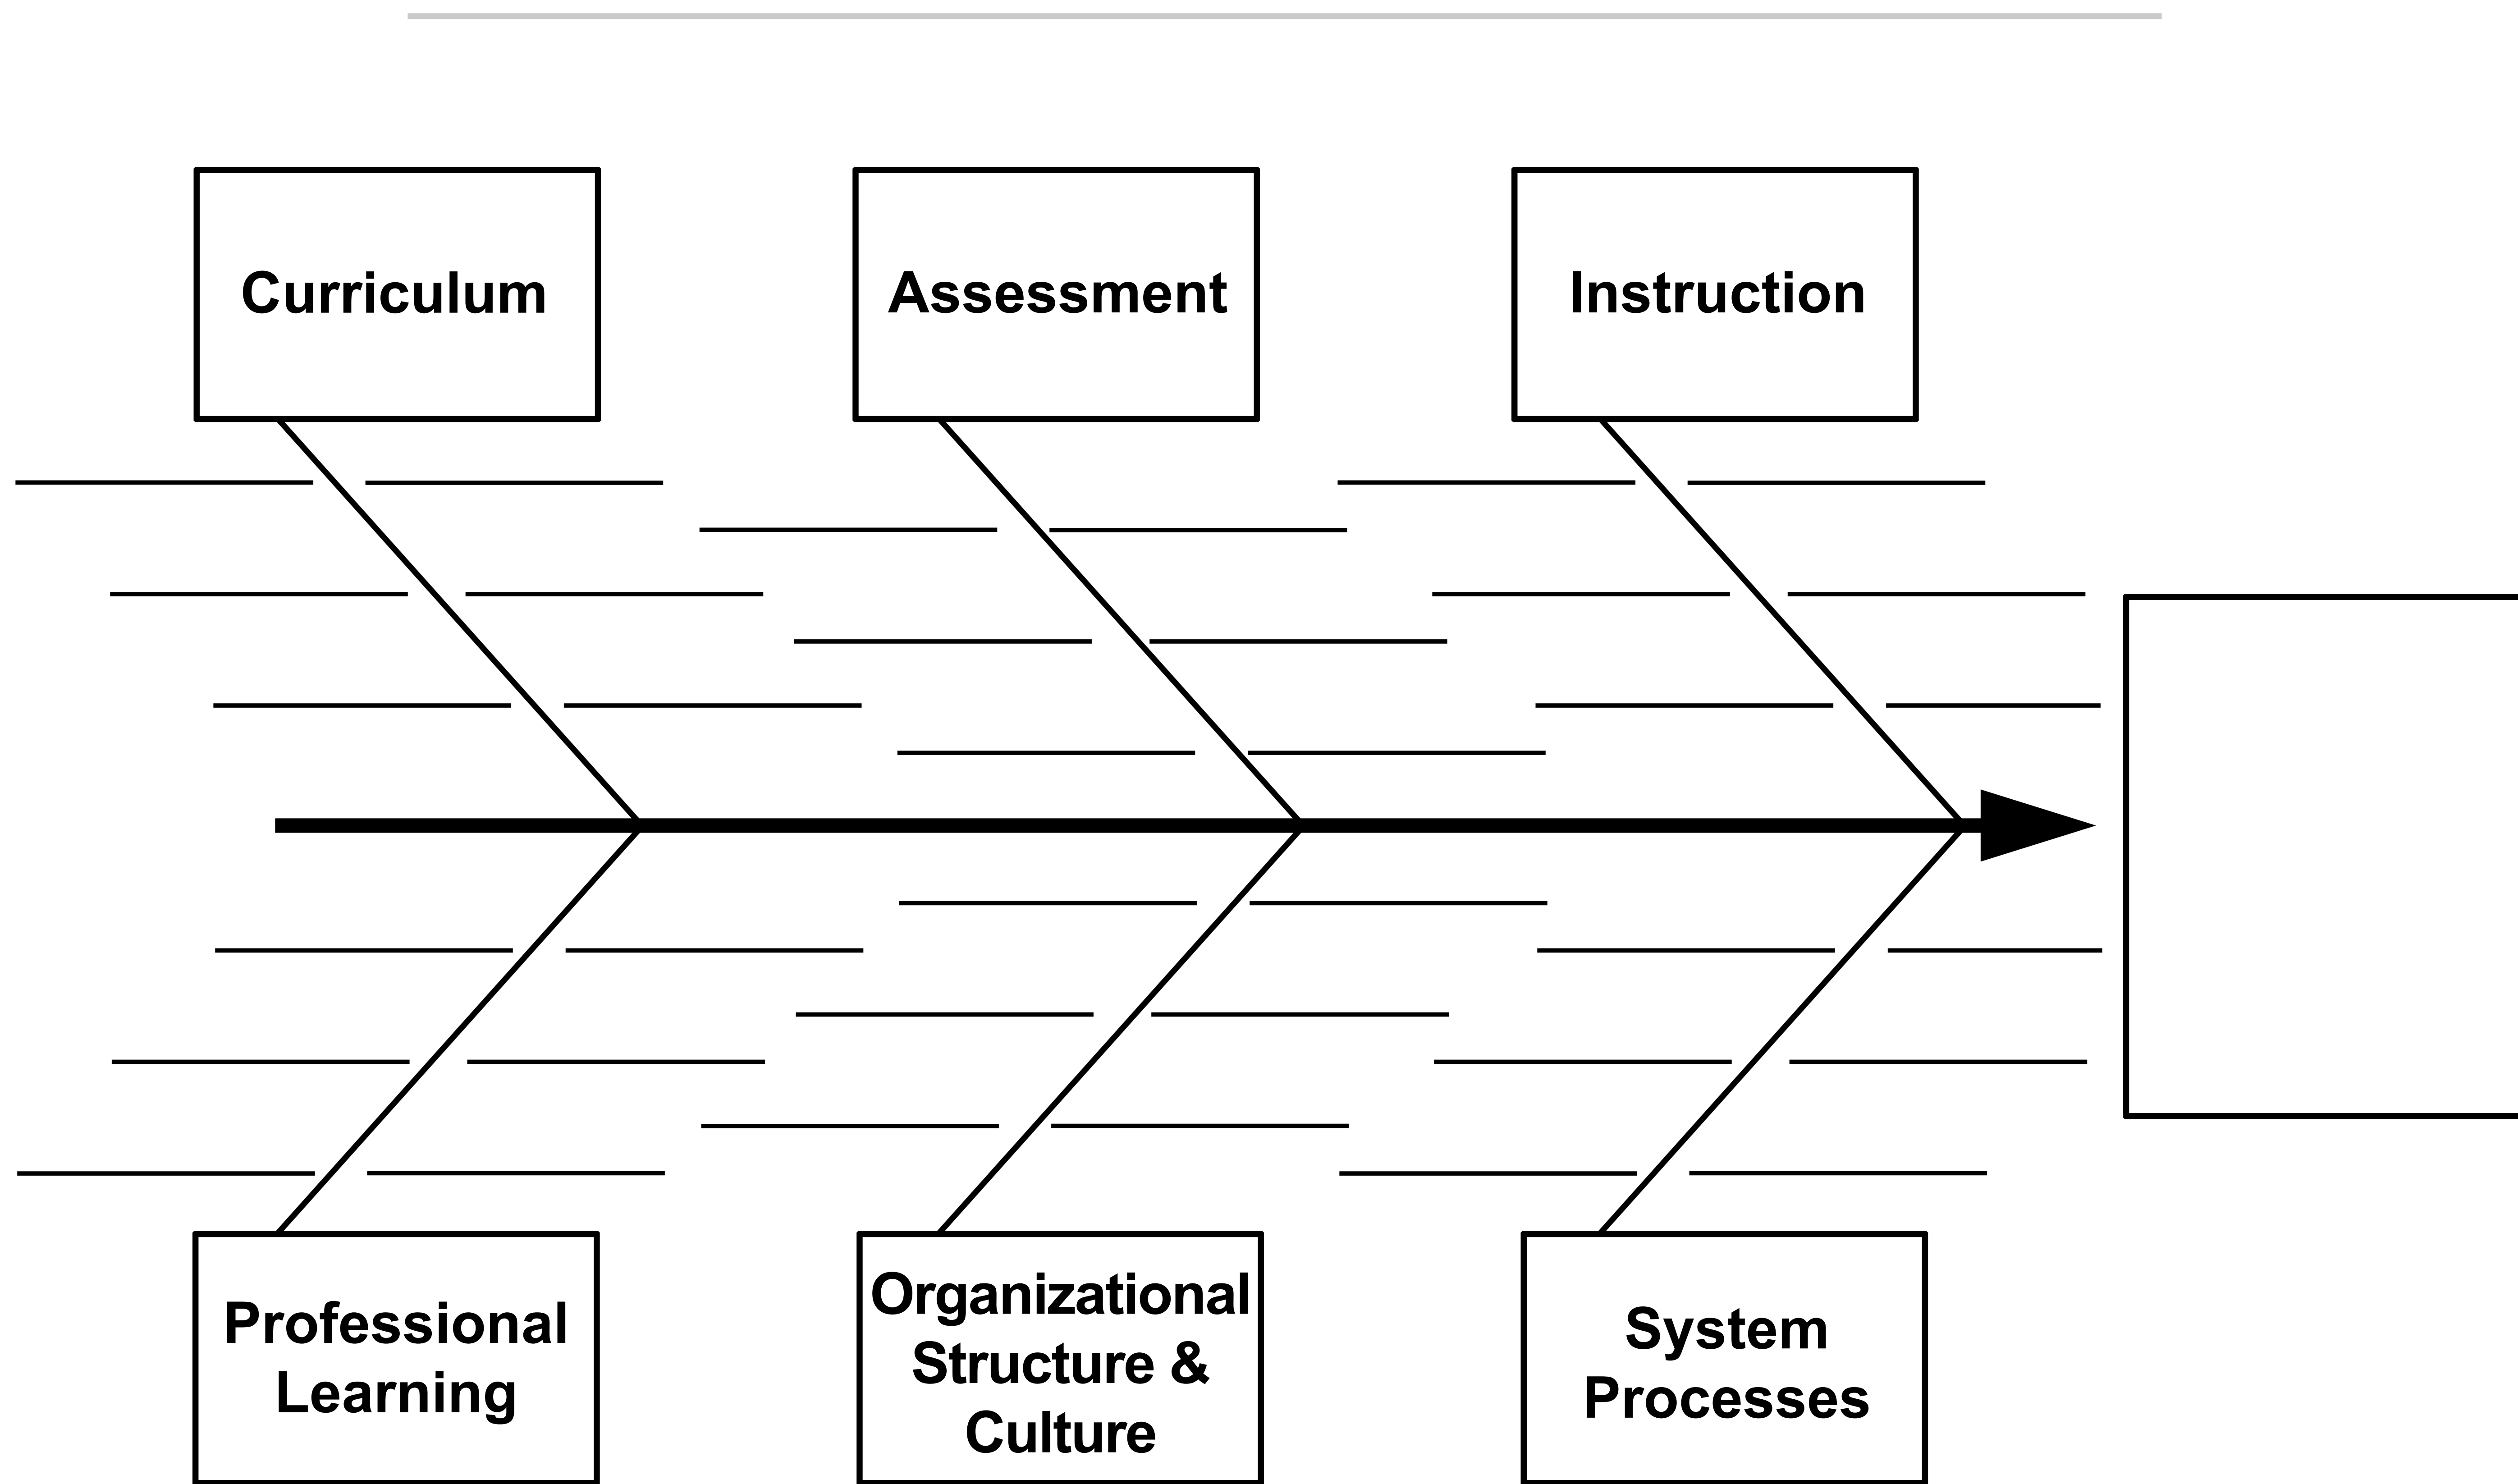 Curriculum
Assessment
Instruction
Professional
Learning
Organizational
Structure &
Culture
System
Processes